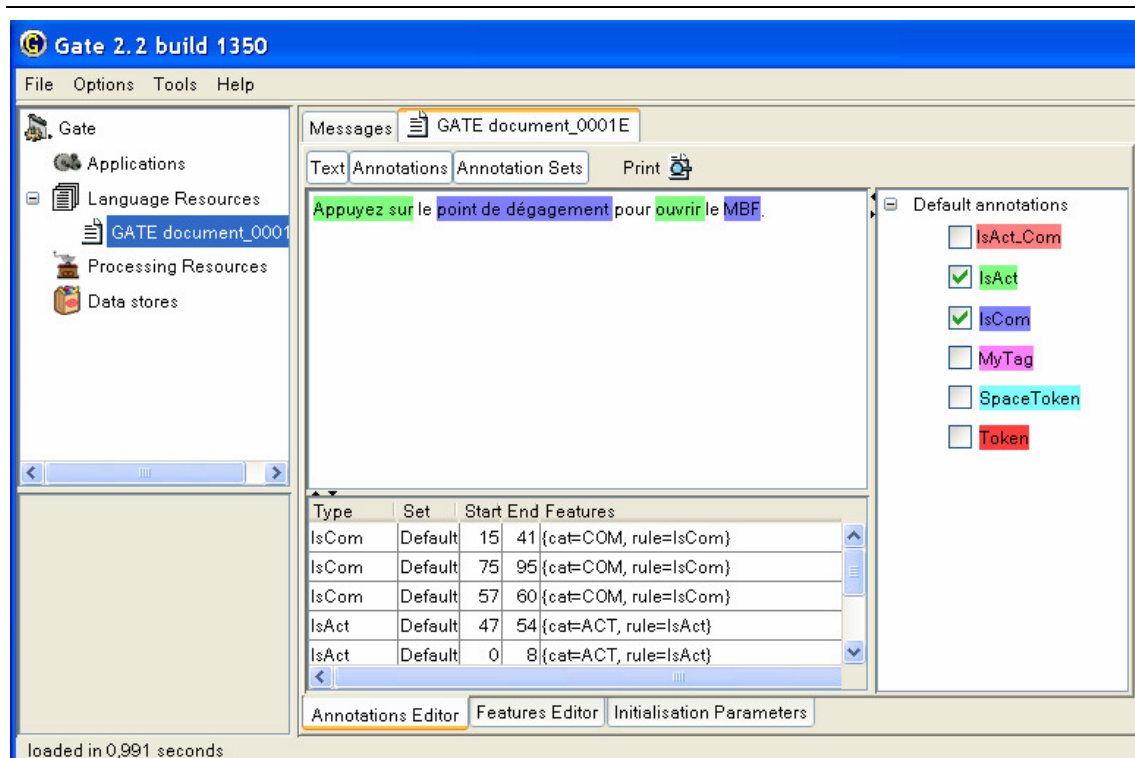 Gate 2.2 build 1350
File Options Tools Help
Gate
Applications
Language Resources
GATE document_0001
Processing Resources
Data stores
Messages GATE document_0001E
Text Annotations Annotation Sets Print
Appuyez sur le point de dégagement pour ouvrir le MBF.
Default annotations
IsAct_Com
IsAct
IsCom
MyTag
SpaceToken
Token
Type Set Start End Features
IsCom Default 15 41 {cat=COM, rule=IsCom}
IsCom Default 75 95 {cat=COM, rule=IsCom}
IsCom Default 57 60 {cat=COM, rule=IsCom}
IsAct Default 47 54 {cat=ACT, rule=IsAct}
IsAct Default 0 8 {cat=ACT, rule=IsAct}
Annotations Editor Features Editor Initialisation Parameters
loaded in 0,991 seconds